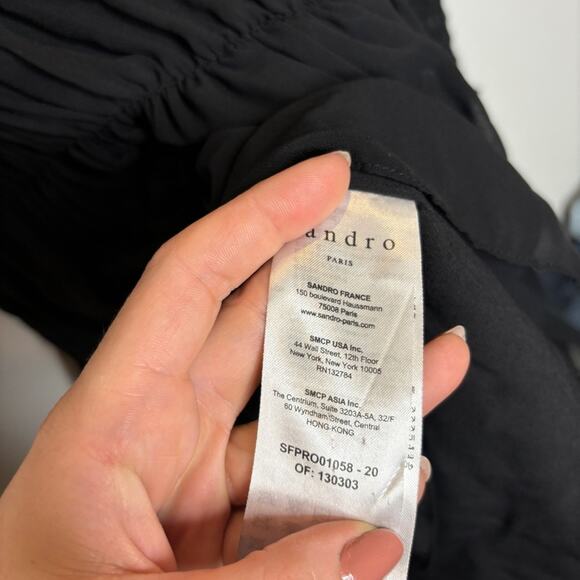 andro
PARIS
SANDRO FRANCE
150 boulevard Haussmann
75008 Paris
www.sandro-paris.com
SMCP USA Inc.
44 Wall Street, 12th Floor
New York, New York 10005
RN132784
SMCP ASIA Inc
The Centrium, Suite 3203A-5A, 32/F
60 Wyndham Street, Central
HONG-KONG
SFPRO01058 - 20
OF: 130303